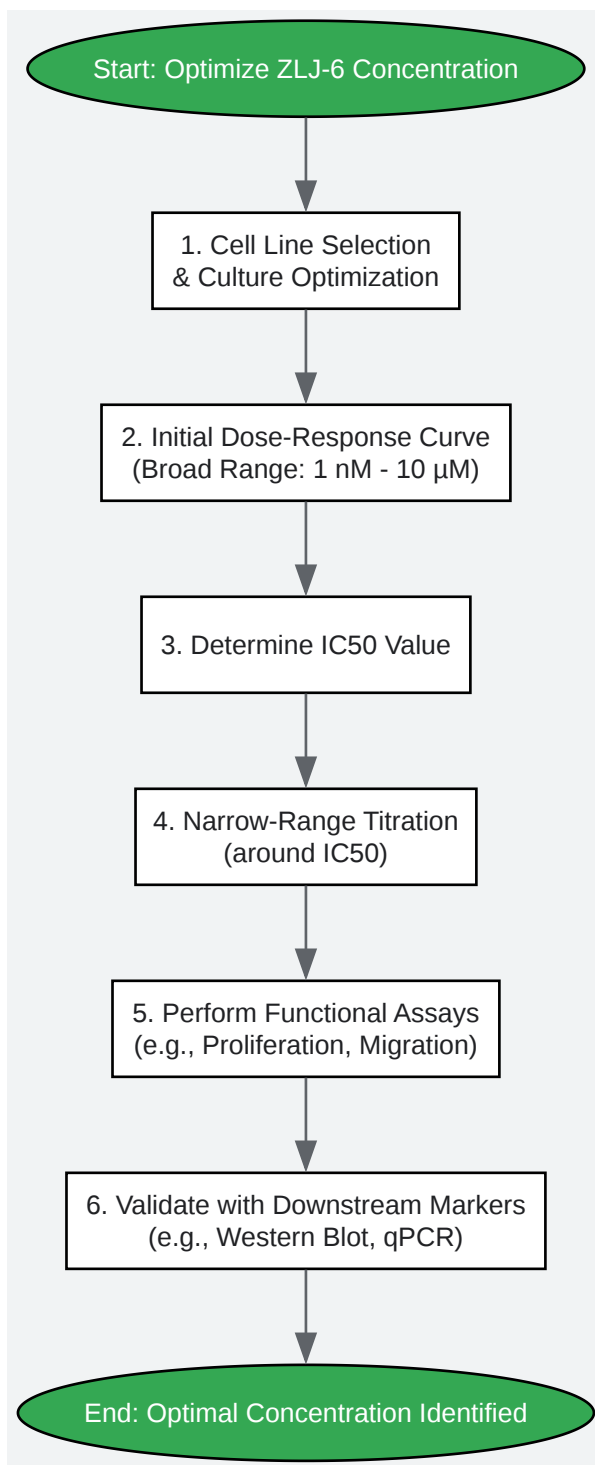 Start: Optimize ZLJ-6 Concentration
1. Cell Line Selection
& Culture Optimization
2. Initial Dose-Response Curve
(Broad Range: 1 nM - 10 µM)
3. Determine IC50 Value
4. Narrow-Range Titration
(around IC50)
5. Perform Functional Assays
(e.g., Proliferation, Migration)
6. Validate with Downstream Markers
(e.g., Western Blot, qPCR)
End: Optimal Concentration Identified